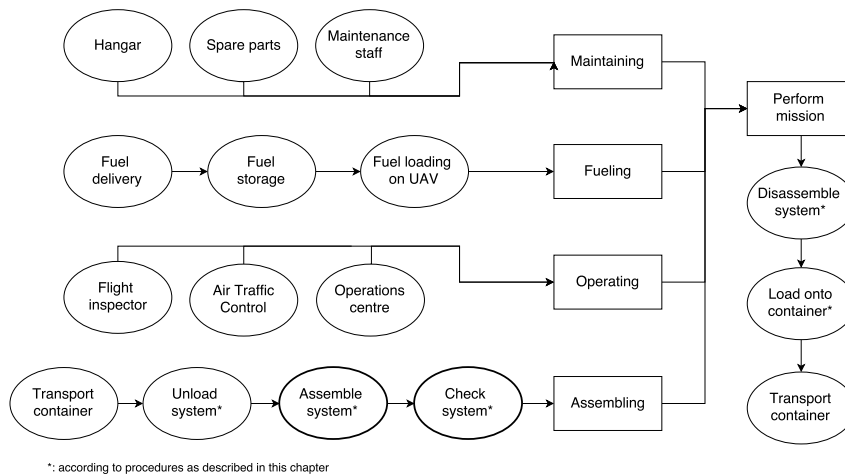 Hangar
Spare parts
Maintenance
staff
Maintaining
Perform
mission
Fuel
delivery
Fuel
storage
Fuel loading
on UAV
Fueling
Disassemble
system*
Flight
inspector
Air Traffic
Control
Operations
centre
Operating
Load onto
container*
Transport
container
Unload
system*
Assemble
system*
Check
system*
Assembling
Transport
container
*: according to procedures as described in this chapter